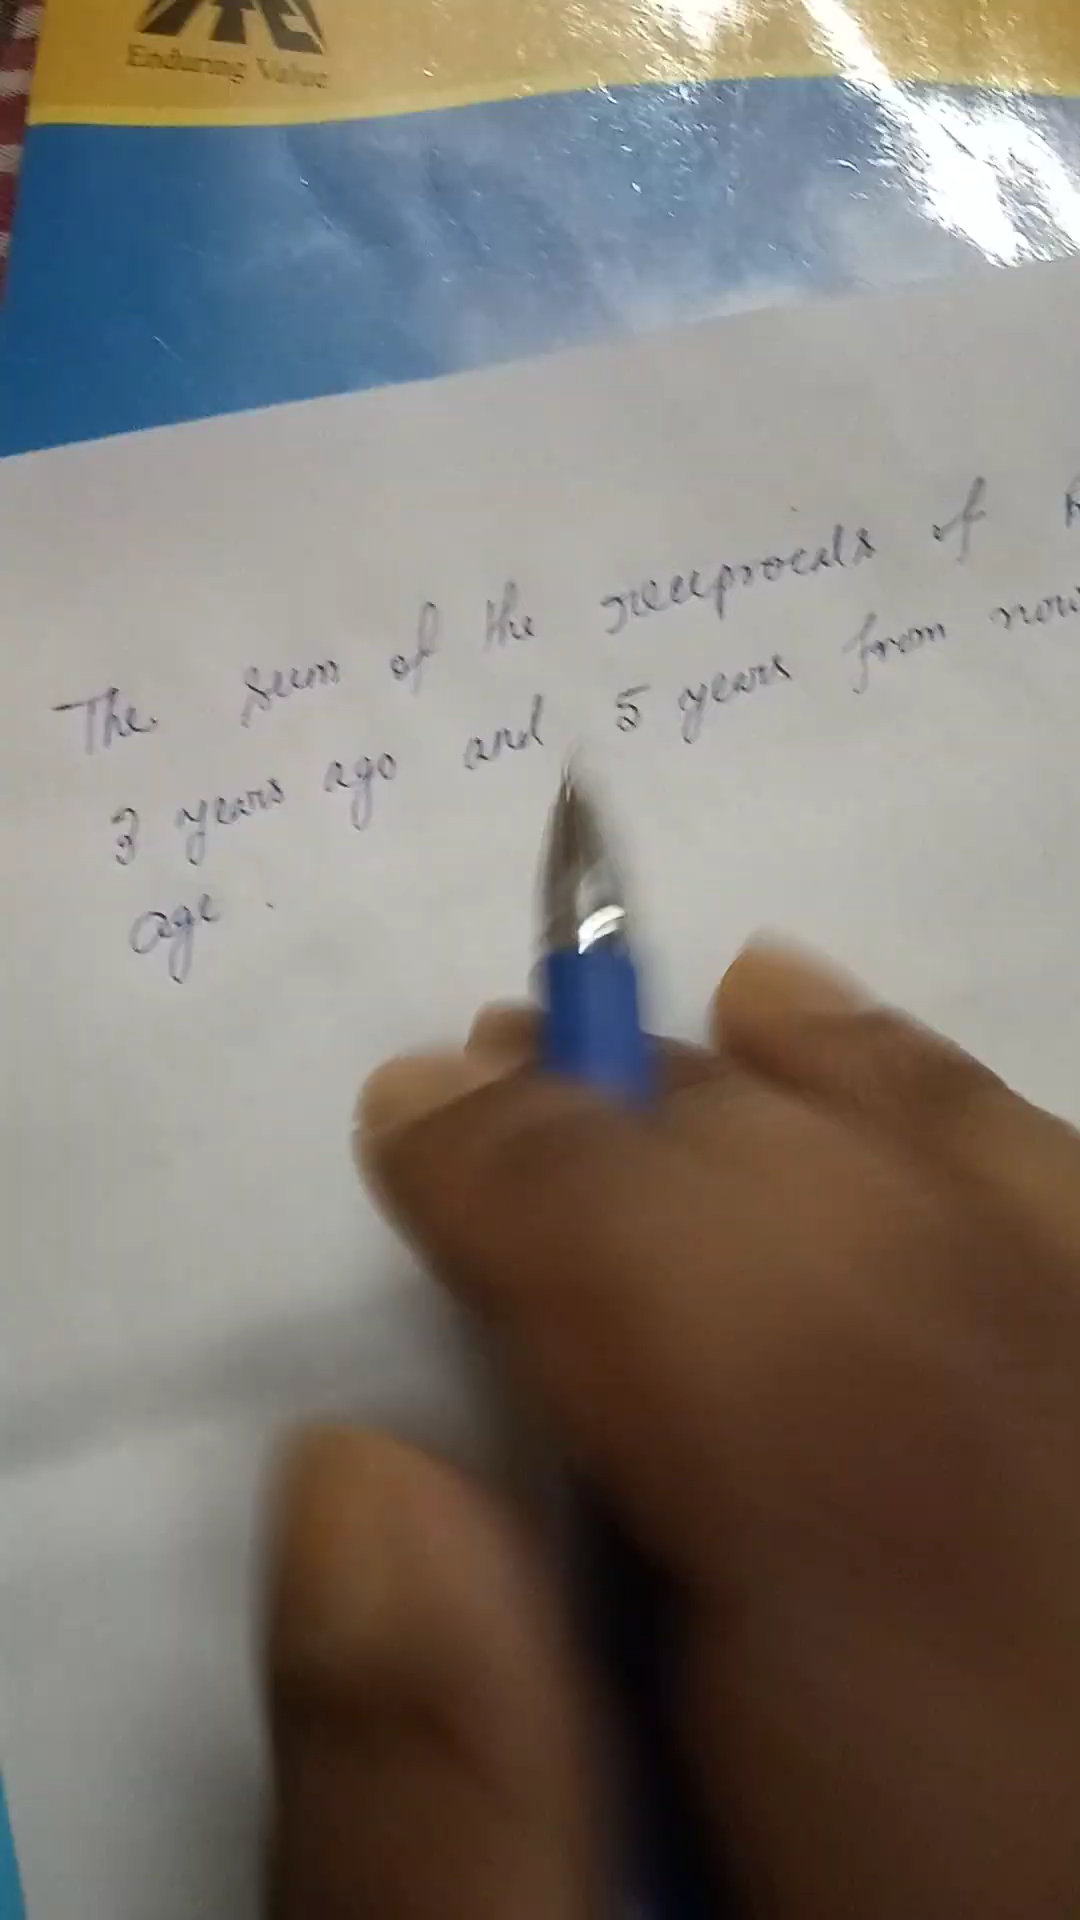 Enduring Value
The sum of the reciprocals of
3 years ago and 5 years from now
age.